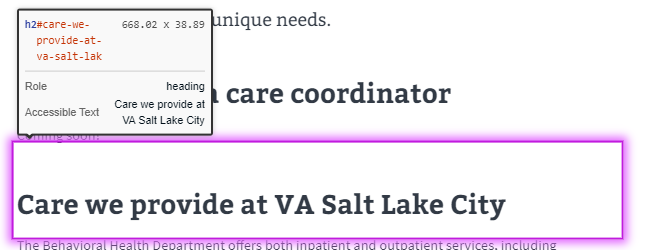 h2#care-we-provide-at-va-salt-lak 668.02 x 38.89
Role heading
Accessible Text Care we provide at
VA Salt Lake City
unique needs.
care coordinator
Coming soon!
Care we provide at VA Salt Lake City
The Behavioral Health Department offers both inpatient and outpatient services, including